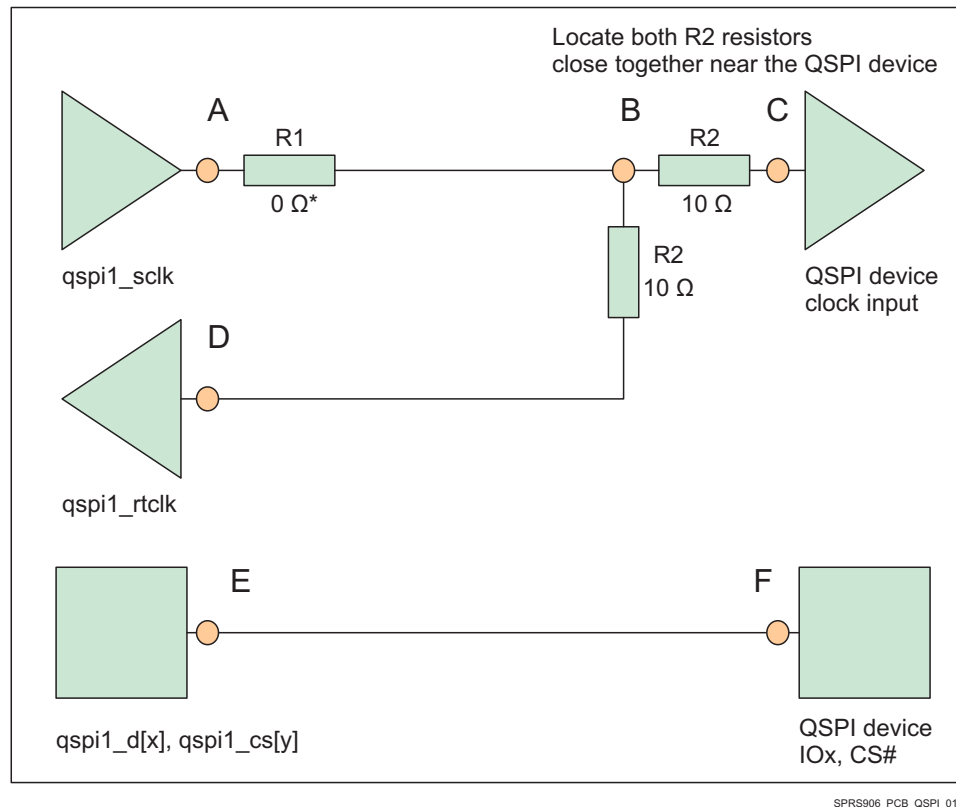 Locate both R2 resistors
close together near the QSPI device
A
B
C
R1
R2
0 Ω*
10 Ω
R2
10 Ω
qspi1_sclk
QSPI device
clock input
D
qspi1_rtclk
E
F
qspi1_d[x], qspi1_cs[y]
QSPI device
IOx, CS#
SPRS906_PCB_QSPI_01